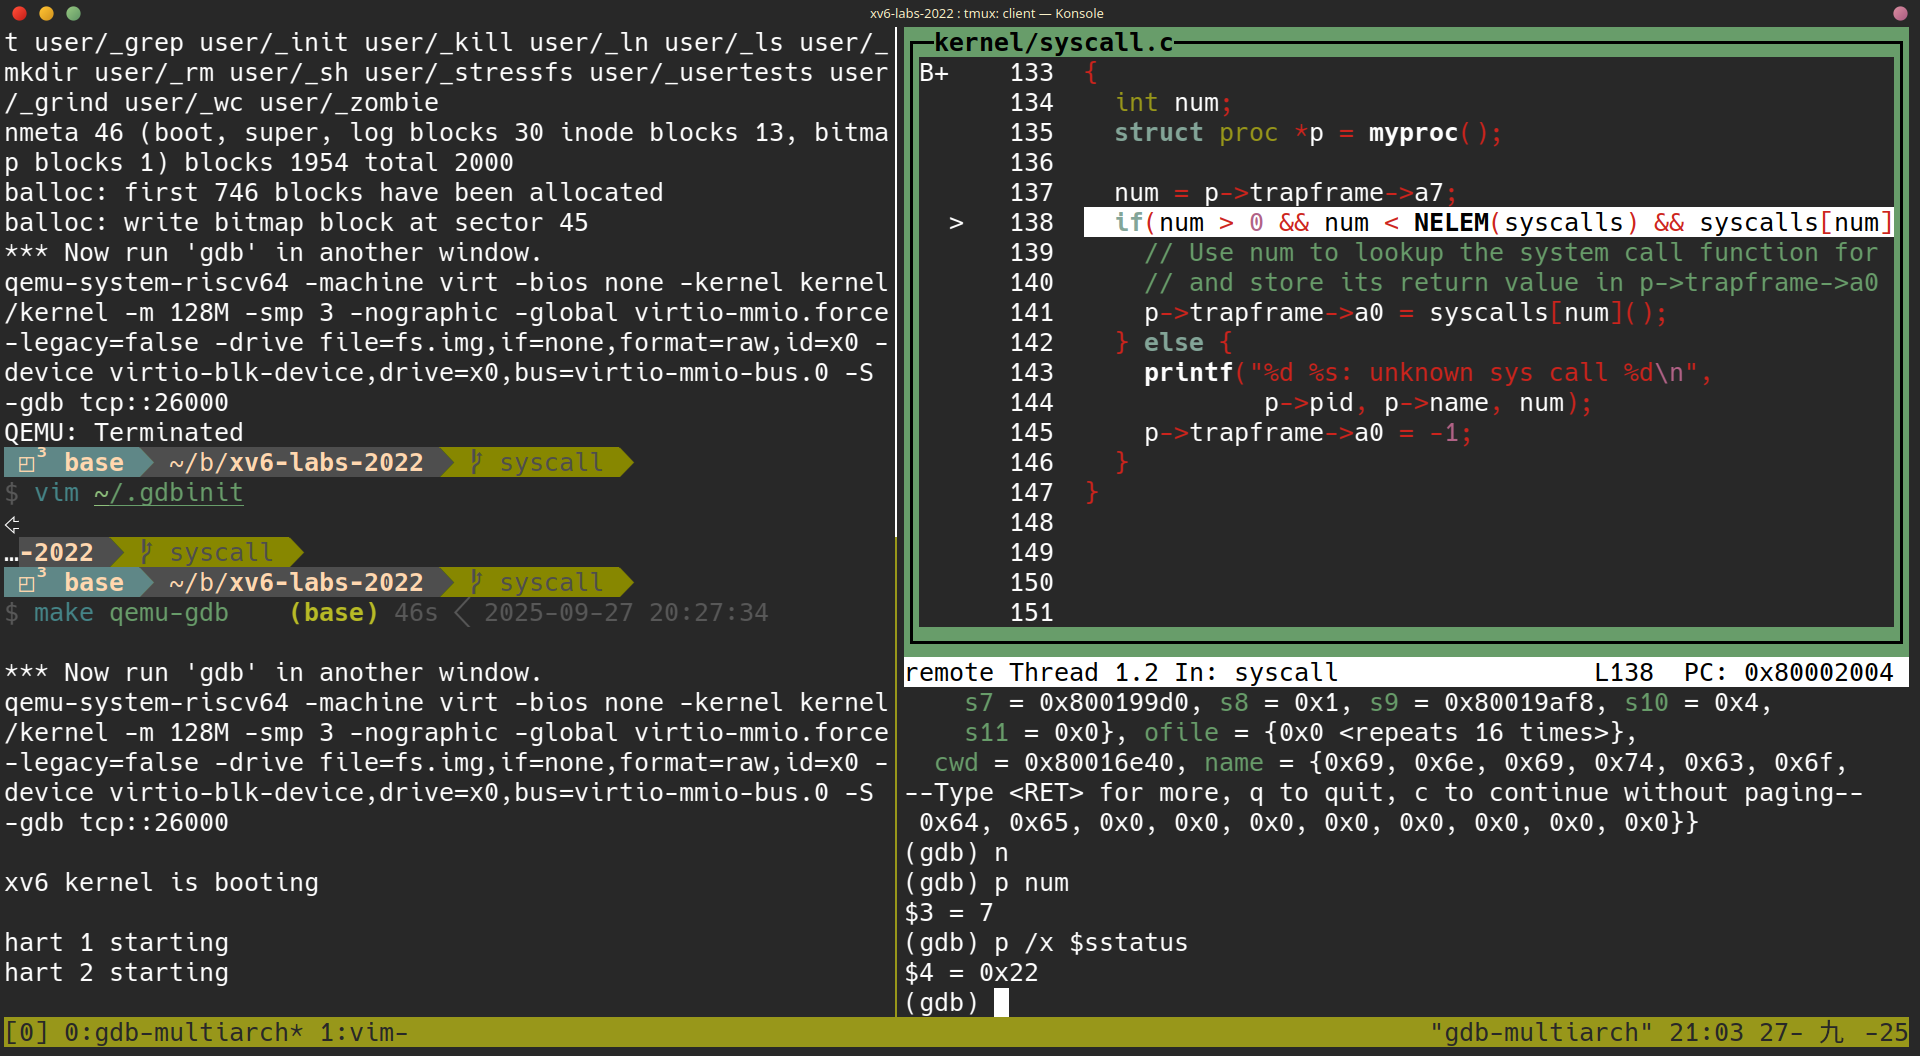 xv6-labs-2022 : tmux: client — Konsole
t user/_grep user/_init user/_kill user/_ln user/_ls user/_
mkdir user/_rm user/_sh user/_stressfs user/_usertests user
/_grind user/_wc user/_zombie
nmeta 46 (boot, super, log blocks 30 inode blocks 13, bitma
p blocks 1) blocks 1954 total 2000
balloc: first 746 blocks have been allocated
balloc: write bitmap block at sector 45
*** Now run 'gdb' in another window.
qemu-system-riscv64 -machine virt -bios none -kernel kernel
/kernel -m 128M -smp 3 -nographic -global virtio-mmio.force
-legacy=false -drive file=fs.img,if=none,format=raw,id=x0 -
device virtio-blk-device,drive=x0,bus=virtio-mmio-bus.0 -S
-gdb tcp::26000
QEMU: Terminated
3 base ~/b/xv6-labs-2022 syscall
$ vim ~/.gdbinit
…-2022 syscall
3 base ~/b/xv6-labs-2022 syscall
$ make qemu-gdb (base) 46s 2025-09-27 20:27:34
*** Now run 'gdb' in another window.
qemu-system-riscv64 -machine virt -bios none -kernel kernel
/kernel -m 128M -smp 3 -nographic -global virtio-mmio.force
-legacy=false -drive file=fs.img,if=none,format=raw,id=x0 -
device virtio-blk-device,drive=x0,bus=virtio-mmio-bus.0 -S
-gdb tcp::26000
xv6 kernel is booting
hart 1 starting
hart 2 starting
kernel/syscall.c
B+ 133 {
134 int num;
135 struct proc *p = myproc();
136
137 num = p->trapframe->a7;
> 138 if(num > 0 && num < NELEM(syscalls) && syscalls[num]
139 // Use num to lookup the system call function for
140 // and store its return value in p->trapframe->a0
141 p->trapframe->a0 = syscalls[num]();
142 } else {
143 printf("%d %s: unknown sys call %d\n",
144 p->pid, p->name, num);
145 p->trapframe->a0 = -1;
146 }
147 }
148
149
150
151
remote Thread 1.2 In: syscall L138 PC: 0x80002004
s7 = 0x800199d0, s8 = 0x1, s9 = 0x80019af8, s10 = 0x4,
s11 = 0x0}, ofile = {0x0 <repeats 16 times>},
cwd = 0x80016e40, name = {0x69, 0x6e, 0x69, 0x74, 0x63, 0x6f,
--Type <RET> for more, q to quit, c to continue without paging--
0x64, 0x65, 0x0, 0x0, 0x0, 0x0, 0x0, 0x0, 0x0, 0x0}}
(gdb) n
(gdb) p num
$3 = 7
(gdb) p /x $sstatus
$4 = 0x22
(gdb)
[0] 0:gdb-multiarch* 1:vim- "gdb-multiarch" 21:03 27- 九 -25